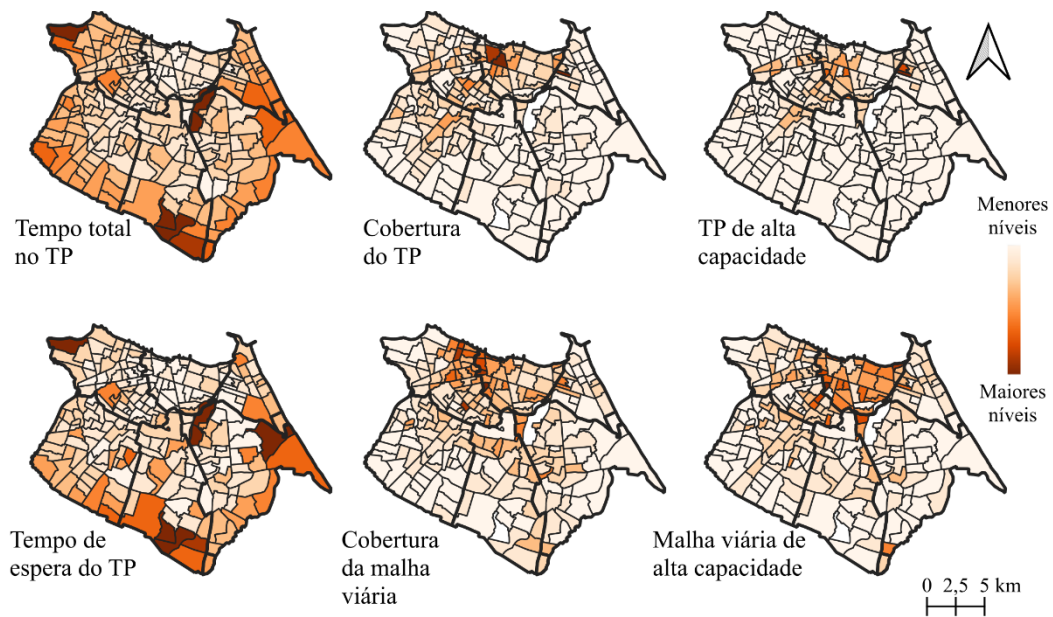 Tempo total
no TP
Cobertura
do TP
TP de alta
capacidade
Menores
níveis
Maiores
níveis
Tempo de
espera do TP
Cobertura
da malha
viária
Malha viária de
alta capacidade
0 2,5 5 km